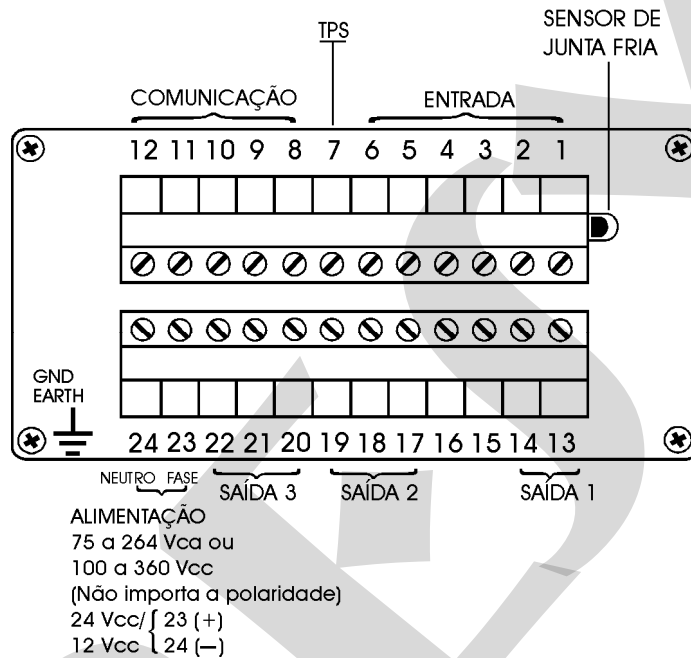 TPS
SENSOR DE
JUNTA FRIA
COMUNICAÇÃO
ENTRADA
12 11 10 9 8 7 6 5 4 3 2 1
GND
EARTH
24 23 22 21 20 19 18 17 16 15 14 13
NEUTRO FASE
SAÍDA 3
SAÍDA 2
SAÍDA 1
ALIMENTAÇÃO
75 a 264 Vca ou
100 a 360 Vcc
(Não importa a polaridade)
24 Vcc/ { 23 (+)
12 Vcc { 24 (—)